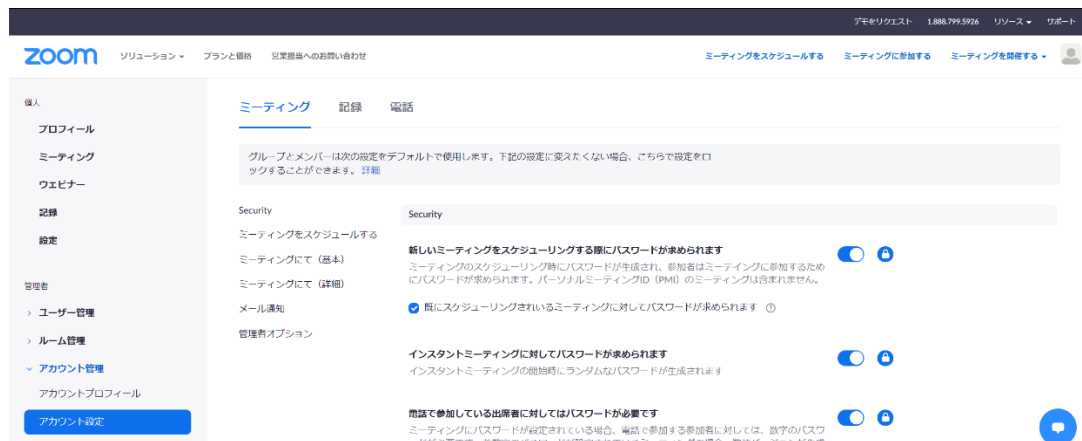 デモをリクエスト 1.888.799.5926 リソース サポート
zoom ソリューション プランと価格 営業担当へのお問い合わせ ミーティングをスケジュールする ミーティングに参加する ミーティングを開催する
個人
プロフィール
ミーティング
ウェビナー
記録
設定
管理者
ユーザー管理
ルーム管理
アカウント管理
アカウントプロフィール
アカウント設定
ミーティング 記録 電話
グループとメンバーは次の設定をデフォルトで使用します。下記の設定に変えたくない場合、こちらで設定をロ
ックすることができます。 詳細
Security
ミーティングをスケジュールする
ミーティングにて（基本）
ミーティングにて（詳細）
メール通知
管理者オプション
Security
新しいミーティングをスケジューリングする際にパスワードが求められます
ミーティングのスケジューリング時にパスワードが生成され、参加者はミーテイングに参加するため
にパスワードが求められます。パーソナルミーティングID（PMI）のミーティングは含まれません。
既にスケジューリングされいるミーティングに対してパスワードが求められます
インスタントミーティングに対してパスワードが求められます
インスタントミーティングの開始時にランダムなパスワードが生成されます
電話で参加している出席者に対してはパスワードが必要です
ミーティングにパスワードが設定されている場合、電話で参加する参加者に対しては、数字のパスワ